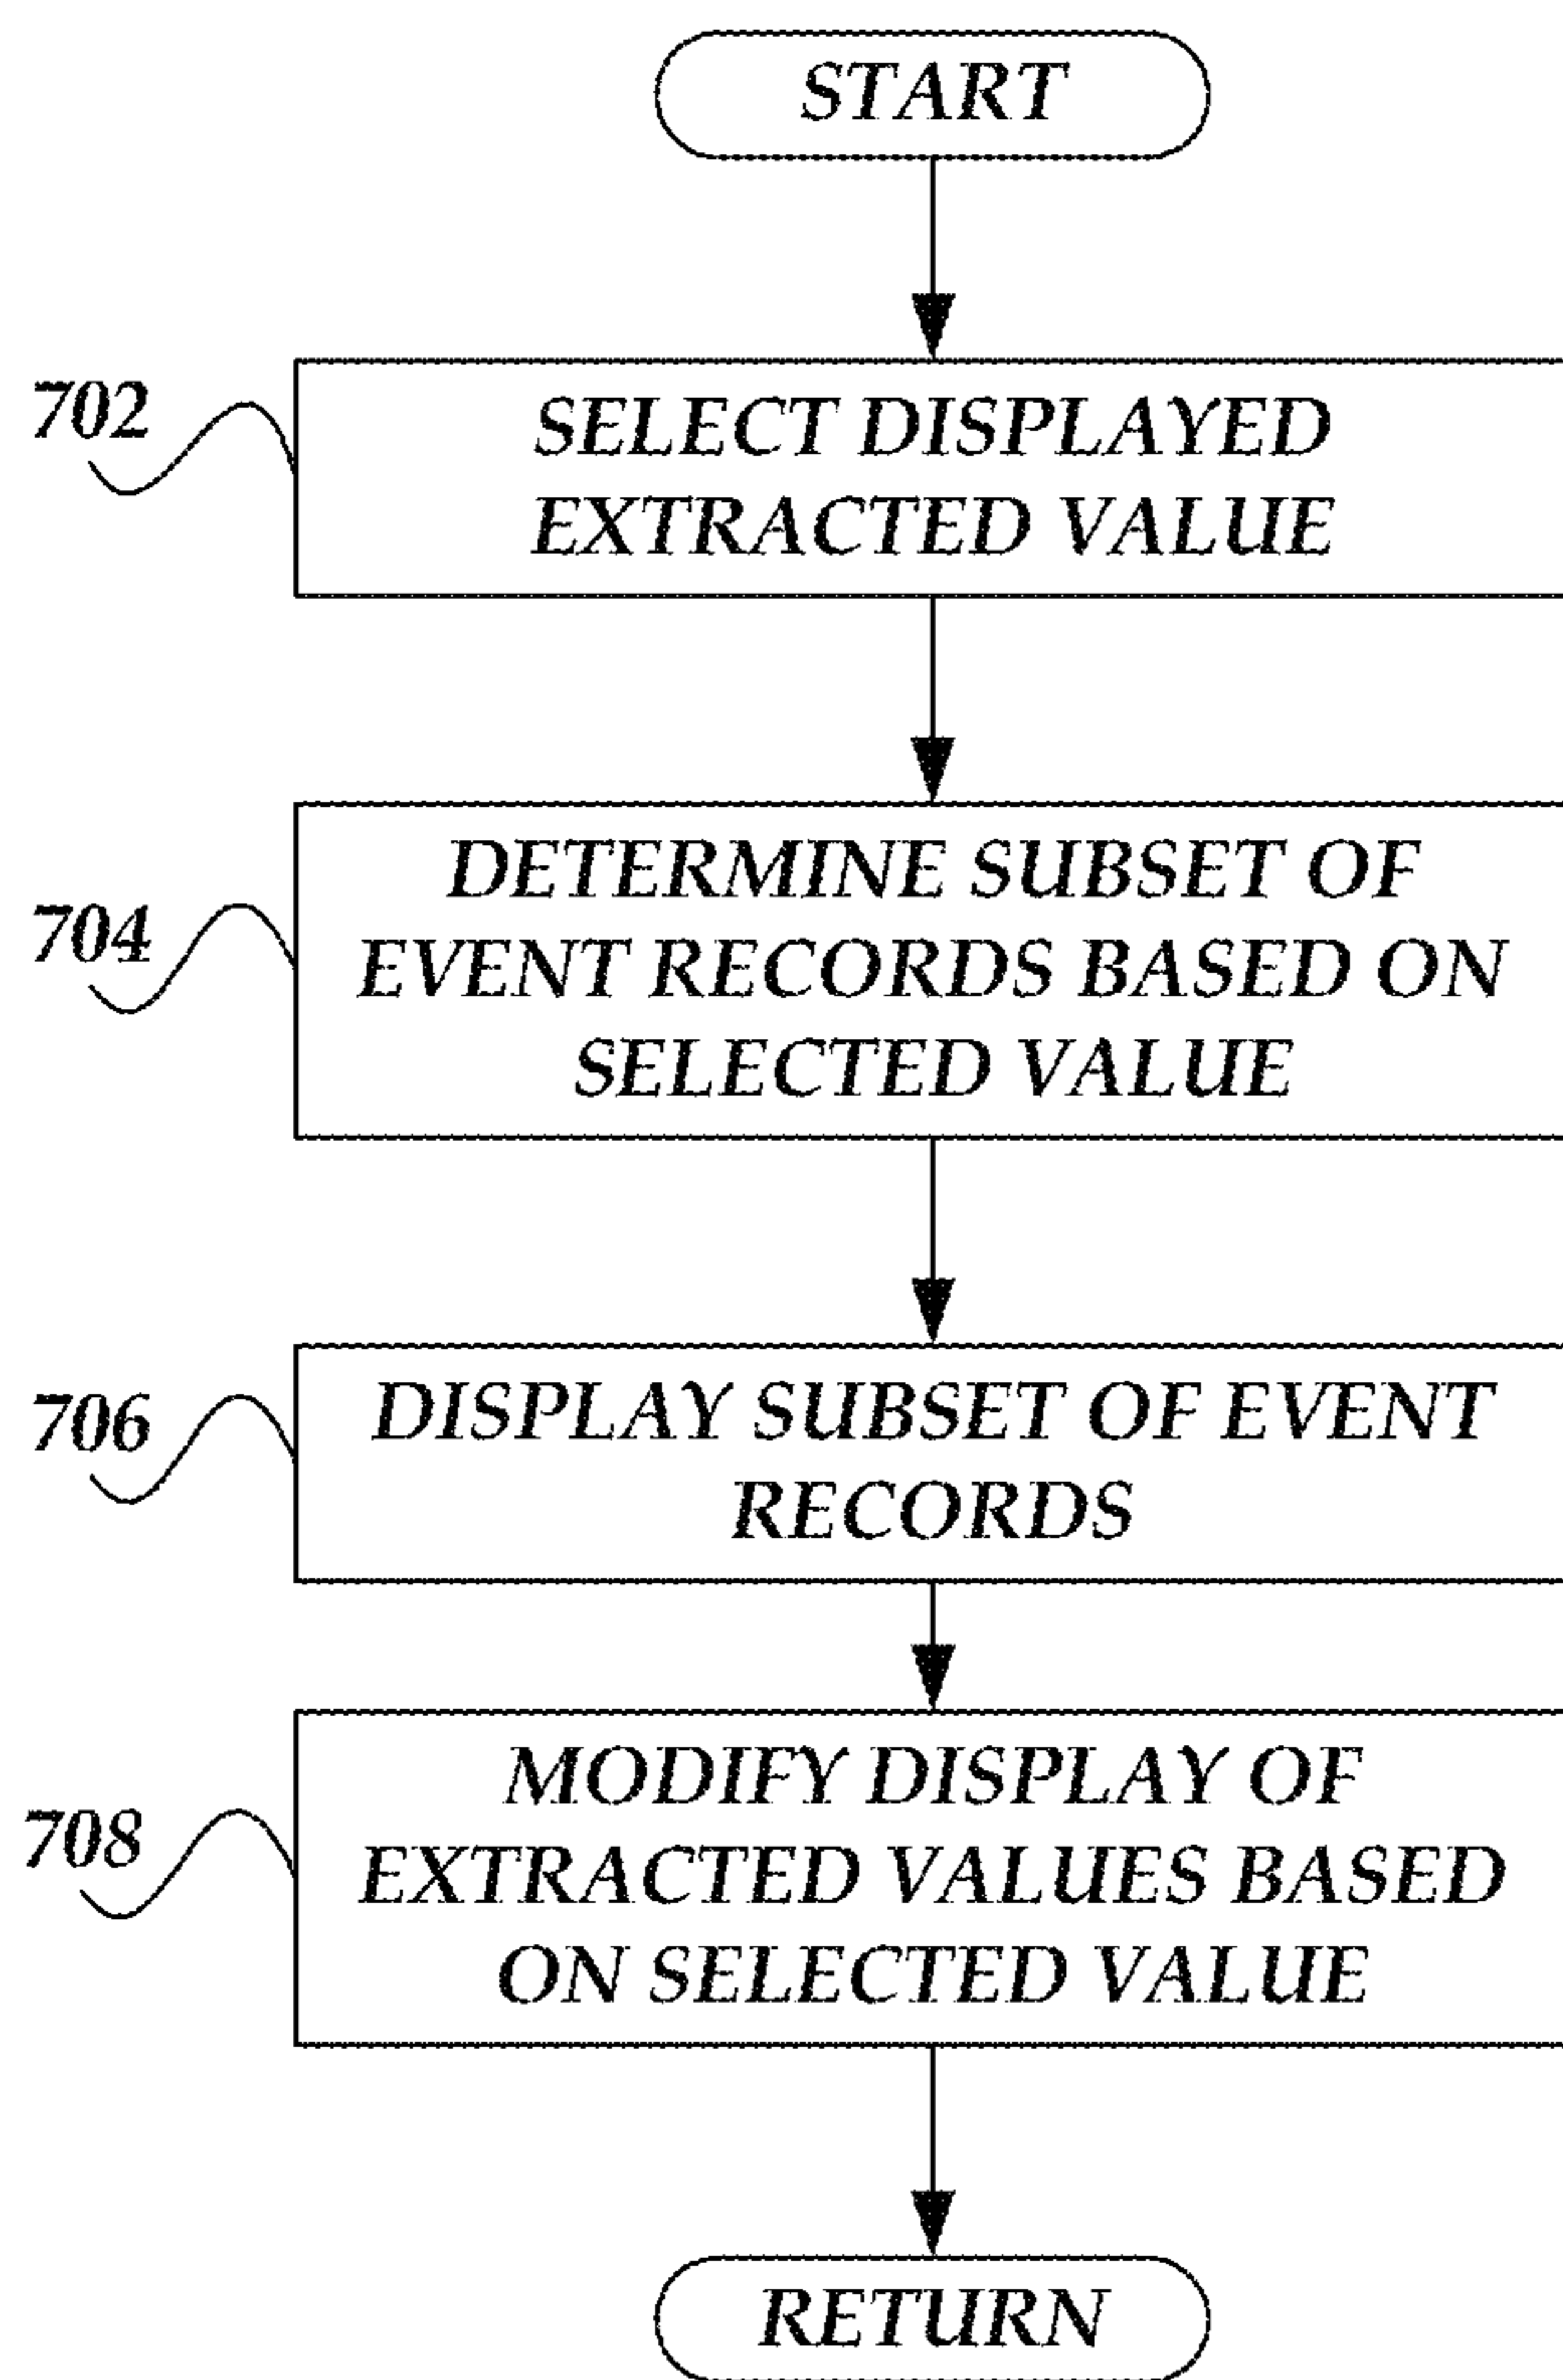 START
702
SELECT DISPLAYED
EXTRACTED VALUE
704
DETERMINE SUBSET OF
EVENT RECORDS BASED ON
SELECTED VALUE
706
DISPLAY SUBSET OF EVENT
RECORDS
708
MODIFY DISPLAY OF
EXTRACTED VALUES BASED
ON SELECTED VALUE
RETURN